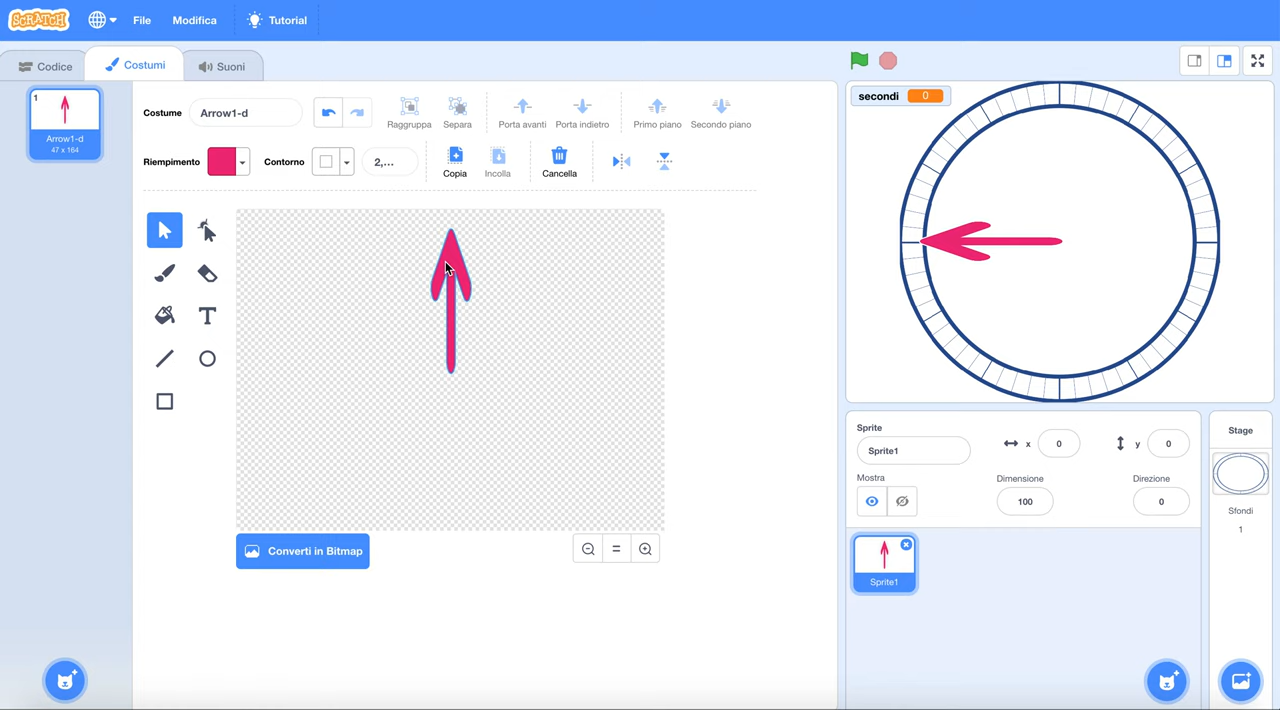 SCRATCH
File
Modifica
Tutorial
Codice
Costumi
Suoni
1
Arrow1-d
47 x 164
Costume
Arrow1-d
Raggruppa
Separa
Porta avanti
Porta indietro
Primo piano
Secondo piano
Riempimento
Contorno
2,...
Copia
Incolla
Cancella
Converti in Bitmap
secondi
0
Sprite
Sprite1
x
0
y
0
Mostra
Dimensione
100
Direzione
0
Sprite1
Stage
Sfondi
1